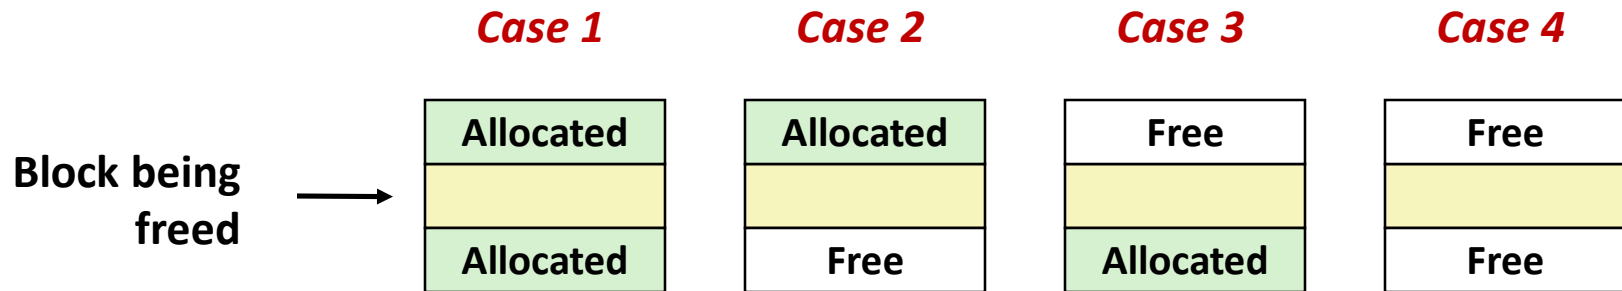 Case 1 Case 2 Case 3 Case 4
Allocated Allocated Free Free
Block being
freed
Allocated Free Allocated Free